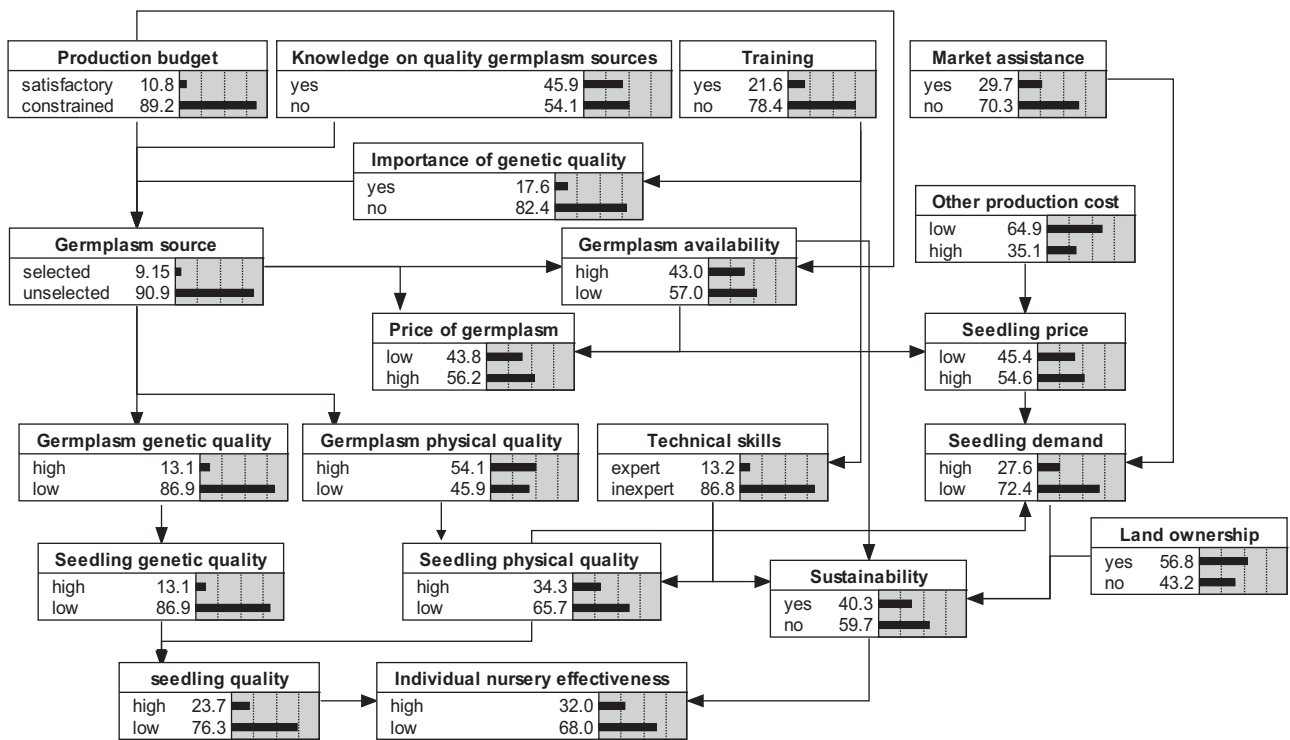 Production budget
satisfactory 10.8
constrained 89.2
Knowledge on quality germplasm sources
yes 45.9
no 54.1
Training
yes 21.6
no 78.4
Market assistance
yes 29.7
no 70.3
Importance of genetic quality
yes 17.6
no 82.4
Other production cost
low 64.9
high 35.1
Germplasm source
selected 9.15
unselected 90.9
Germplasm availability
high 43.0
low 57.0
Price of germplasm
low 43.8
high 56.2
Seedling price
low 45.4
high 54.6
Germplasm genetic quality
high 13.1
low 86.9
Germplasm physical quality
high 54.1
low 45.9
Technical skills
expert 13.2
inexpert 86.8
Seedling demand
high 27.6
low 72.4
Land ownership
yes 56.8
no 43.2
Seedling genetic quality
high 13.1
low 86.9
Seedling physical quality
high 34.3
low 65.7
Sustainability
yes 40.3
no 59.7
seedling quality
high 23.7
low 76.3
Individual nursery effectiveness
high 32.0
low 68.0